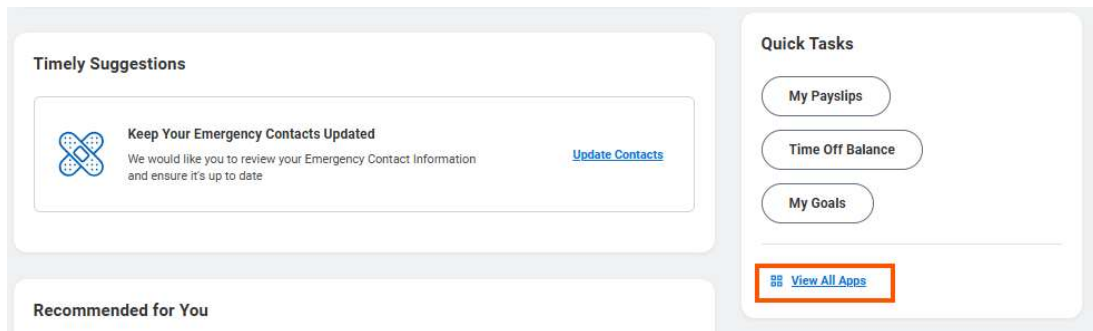 Timely Suggestions
Keep Your Emergency Contacts Updated
We would like you to review your Emergency Contact Information
and ensure it's up to date
Update Contacts
Recommended for You
Quick Tasks
My Payslips
Time Off Balance
My Goals
View All Apps